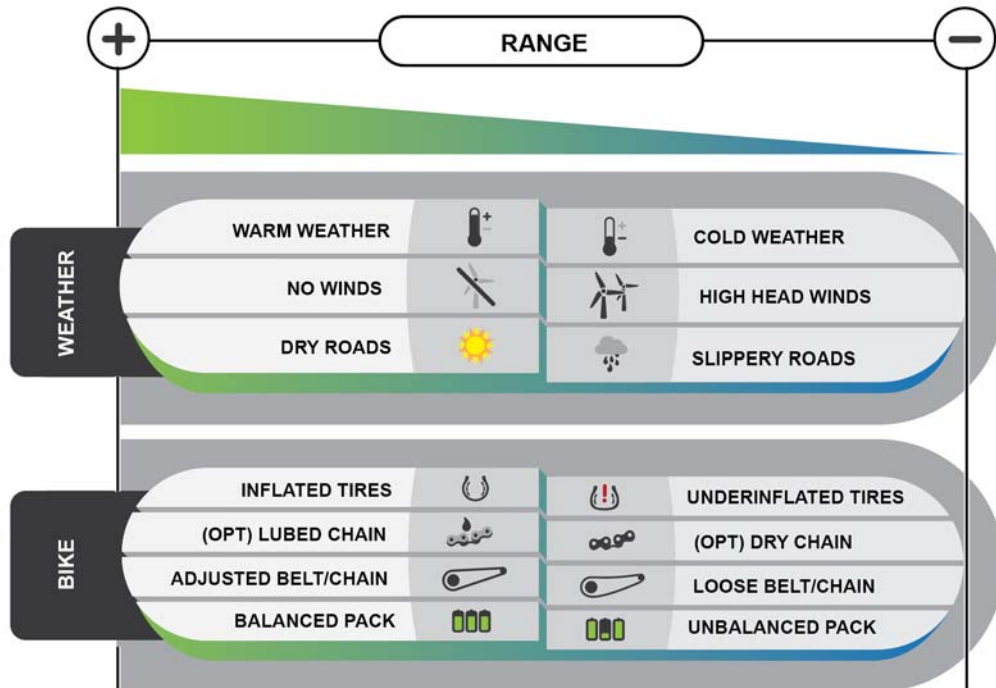 RANGE
WEATHER
WARM WEATHER
COLD WEATHER
NO WINDS
HIGH HEAD WINDS
DRY ROADS
SLIPPERY ROADS
BIKE
INFLATED TIRES
UNDERINFLATED TIRES
(OPT) LUBED CHAIN
(OPT) DRY CHAIN
ADJUSTED BELT/CHAIN
LOOSE BELT/CHAIN
BALANCED PACK
UNBALANCED PACK